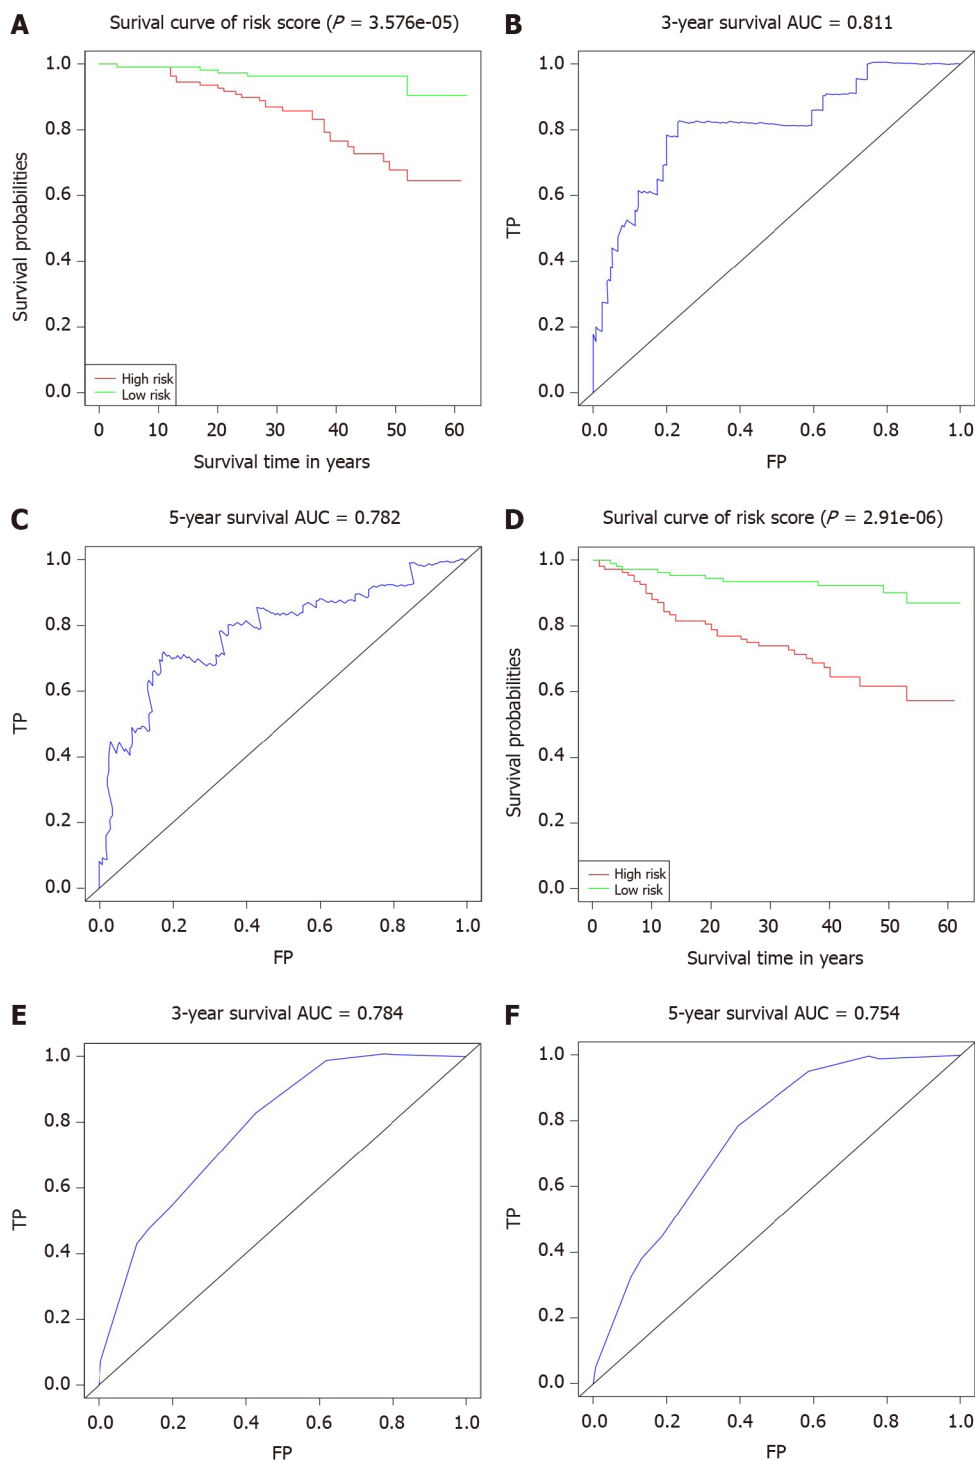 A
Surival curve of risk score (P = 3.576e-05)
1.0
0.8
0.6
0.4
0.2
0.0
Survival probabilities
High risk
Low risk
0 10 20 30 40 50 60
Survival time in years
B
3-year survival AUC = 0.811
1.0
0.8
0.6
0.4
0.2
0.0
TP
0.0 0.2 0.4 0.6 0.8 1.0
FP
C
5-year survival AUC = 0.782
1.0
0.8
0.6
0.4
0.2
0.0
TP
0.0 0.2 0.4 0.6 0.8 1.0
FP
D
Surival curve of risk score (P = 2.91e-06)
1.0
0.8
0.6
0.4
0.2
0.0
Survival probabilities
High risk
Low risk
0 10 20 30 40 50 60
Survival time in years
E
3-year survival AUC = 0.784
1.0
0.8
0.6
0.4
0.2
0.0
TP
0.0 0.2 0.4 0.6 0.8 1.0
FP
F
5-year survival AUC = 0.754
1.0
0.8
0.6
0.4
0.2
0.0
TP
0.0 0.2 0.4 0.6 0.8 1.0
FP